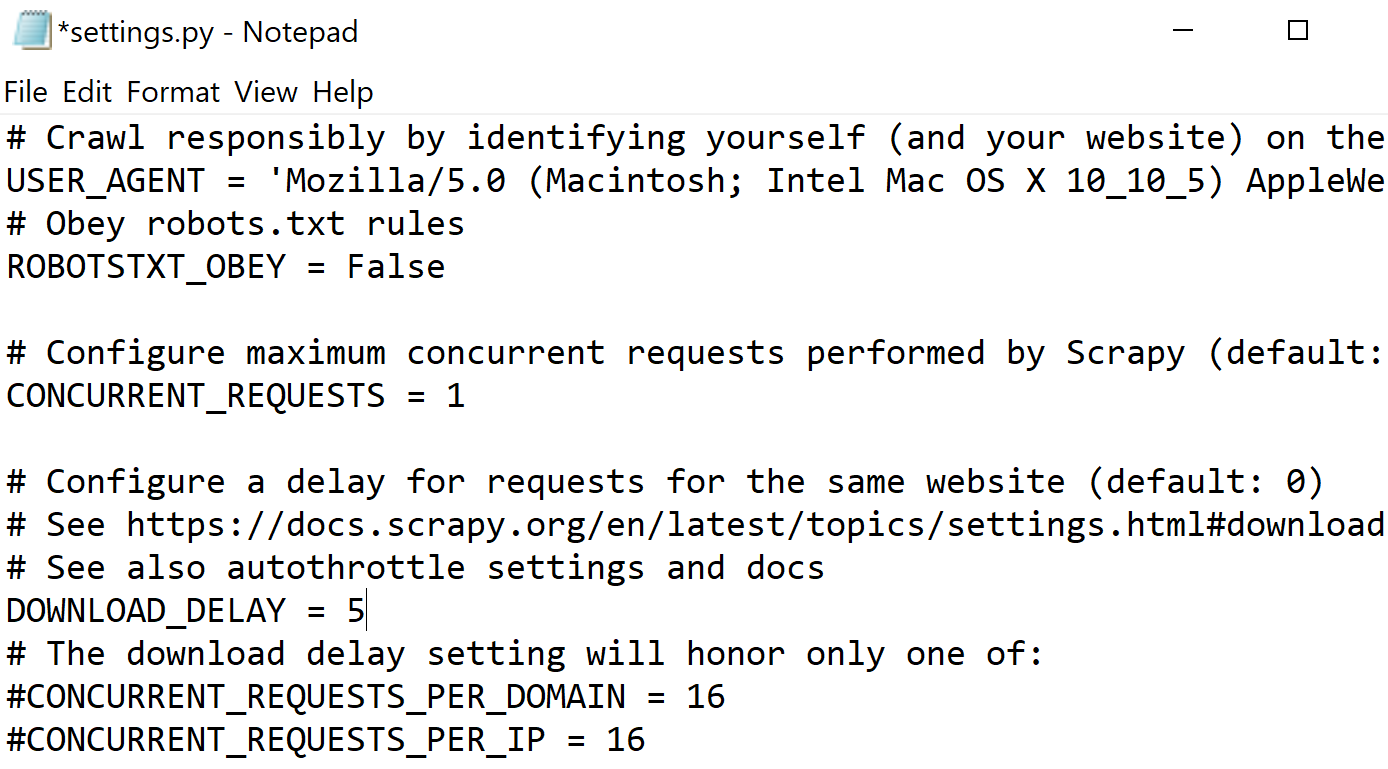 *settings.py - Notepad
File Edit Format View Help
# Crawl responsibly by identifying yourself (and your website) on the
USER_AGENT = 'Mozilla/5.0 (Macintosh; Intel Mac OS X 10_10_5) AppleWe
# Obey robots.txt rules
ROBOTSTXT_OBEY = False
# Configure maximum concurrent requests performed by Scrapy (default:
CONCURRENT_REQUESTS = 1
# Configure a delay for requests for the same website (default: 0)
# See https://docs.scrapy.org/en/latest/topics/settings.html#download
# See also autothrottle settings and docs
DOWNLOAD_DELAY = 5
# The download delay setting will honor only one of:
#CONCURRENT_REQUESTS_PER_DOMAIN = 16
#CONCURRENT_REQUESTS_PER_IP = 16